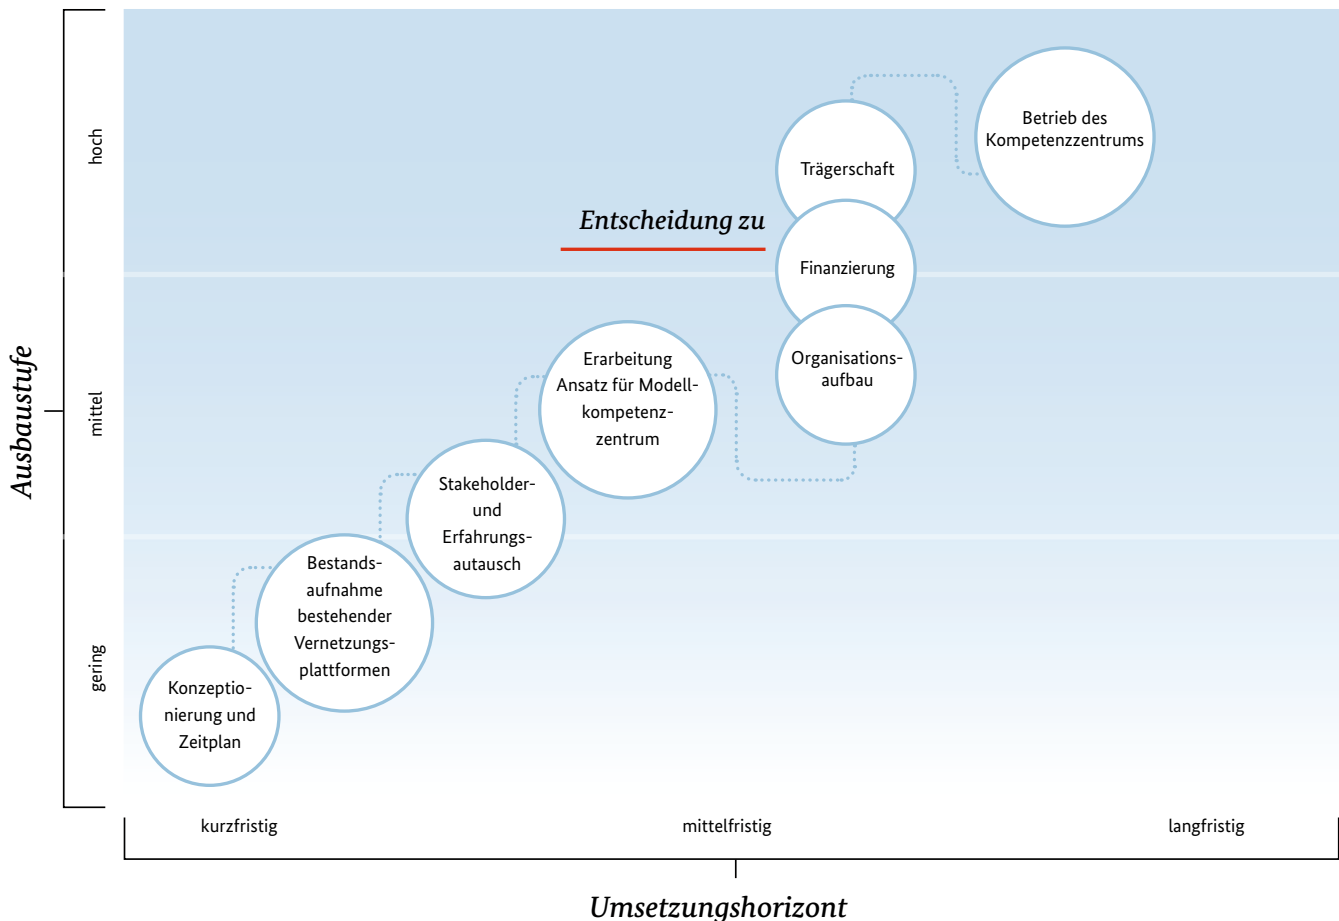 Ausbaustufe
hoch
mittel
gering
Betrieb des
Kompetenzzentrums
Trägerschaft
Entscheidung zu
Finanzierung
Organisations-
aufbau
Erarbeitung
Ansatz für Modell-
kompetenz-
zentrum
Stakeholder-
und
Erfahrungs-
autausch
Bestands-
aufnahme
bestehender
Vernetzungs-
plattformen
Konzeptio-
nierung und
Zeitplan
kurzfristig
mittelfristig
langfristig
Umsetzungshorizont